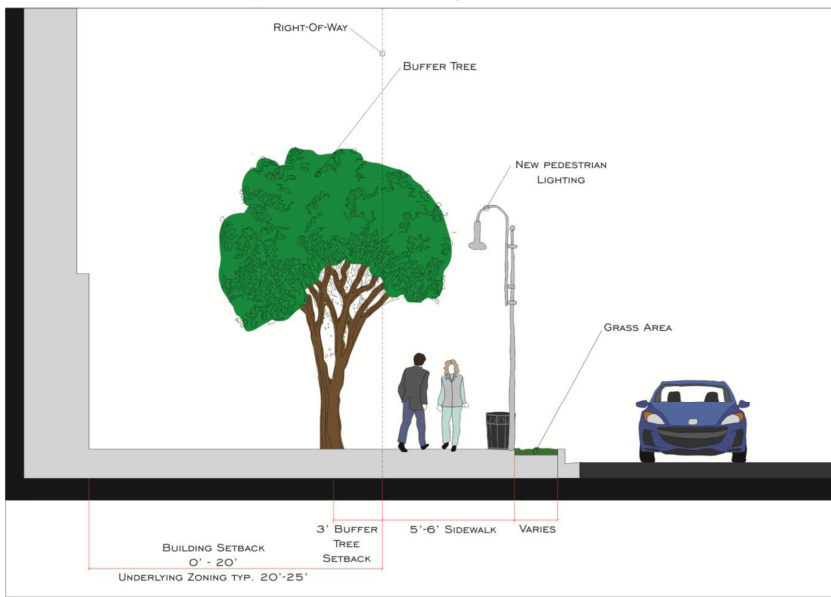 Right-Of-Way
Buffer Tree
New pedestrian
Lighting
Grass Area
3' Buffer
Tree
Setback
5'-6' Sidewalk
Varies
Building Setback
0' - 20'
Underlying Zoning typ. 20'-25'